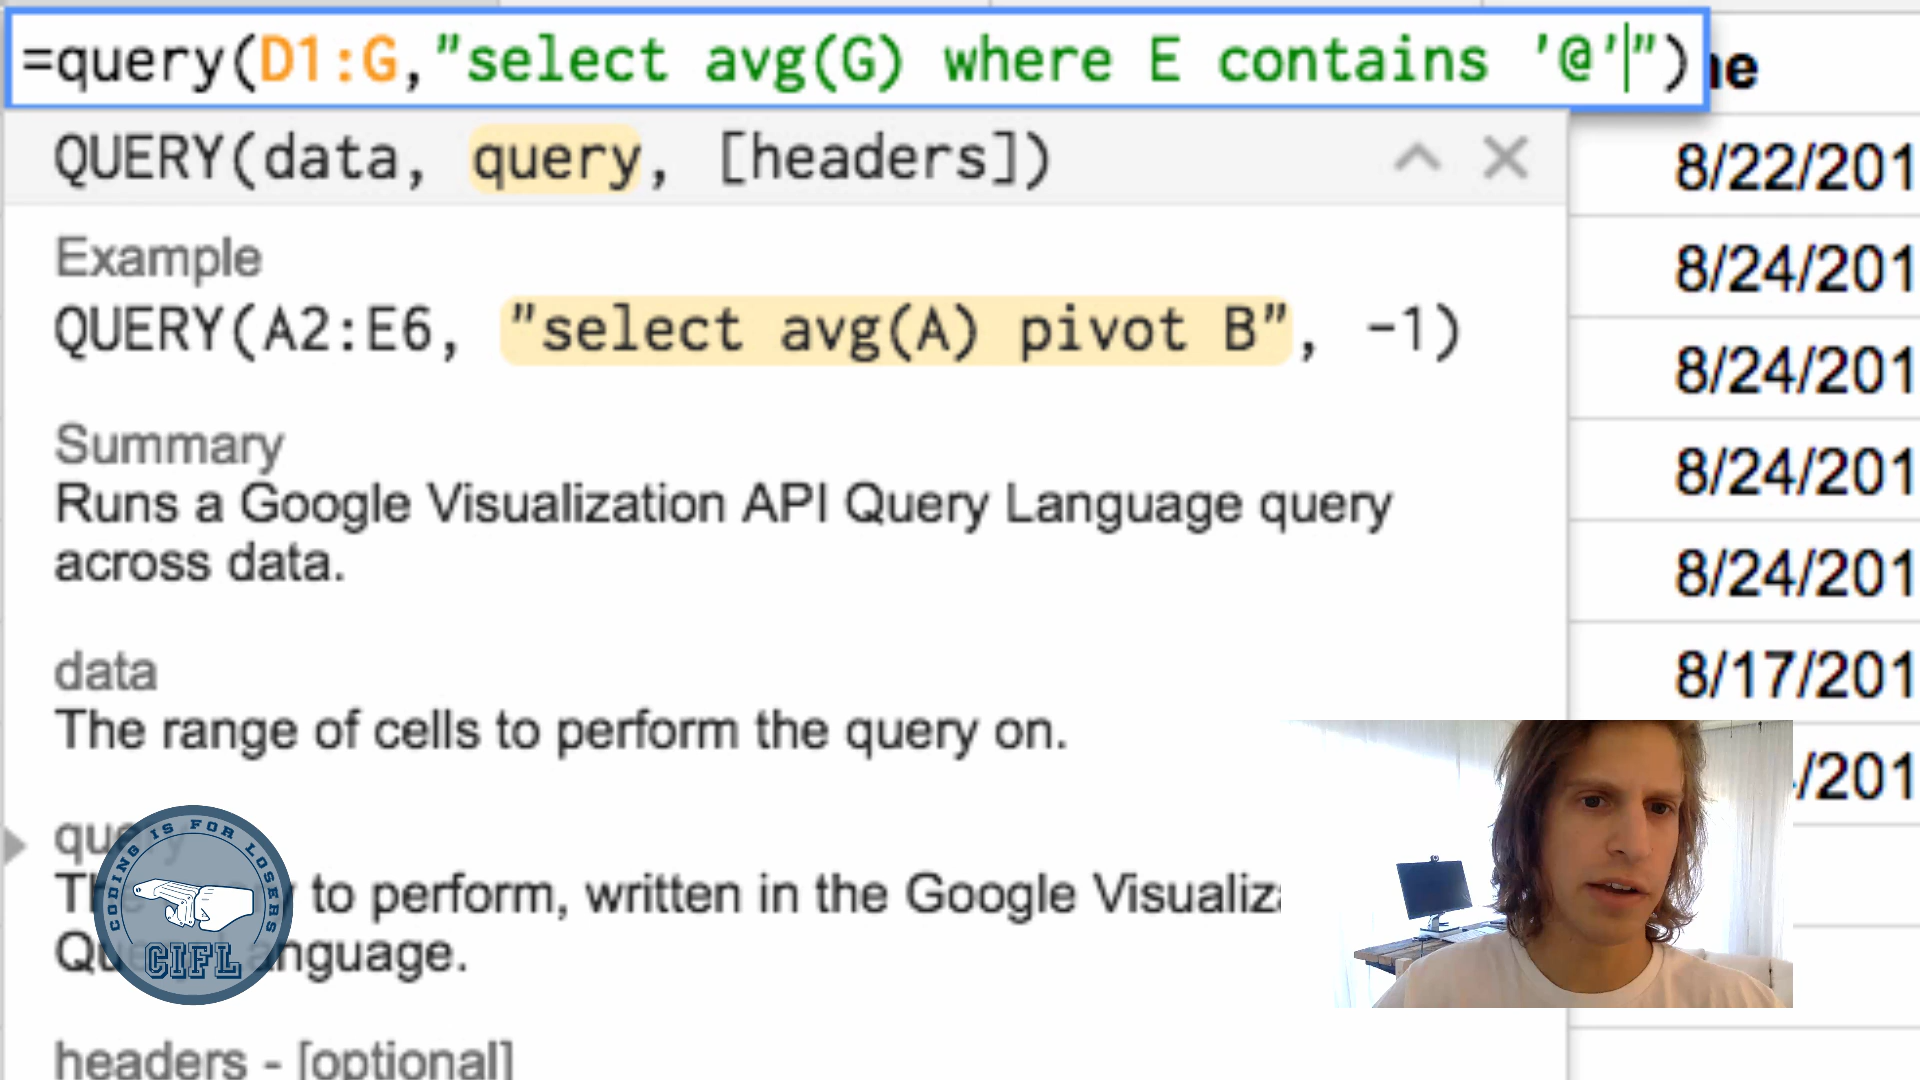 =query(D1:G,"select avg(G) where E contains '@'")
QUERY(data, query, [headers])
Example
QUERY(A2:E6, "select avg(A) pivot B", -1)
Summary
Runs a Google Visualization API Query Language query
across data.
data
The range of cells to perform the query on.
to perform, written in the Google
headers - [optional]
8/22/201
8/24/201
8/24/201
8/24/201
8/24/201
8/17/201
/201
CODING IS FOR LOSERS
CIFL